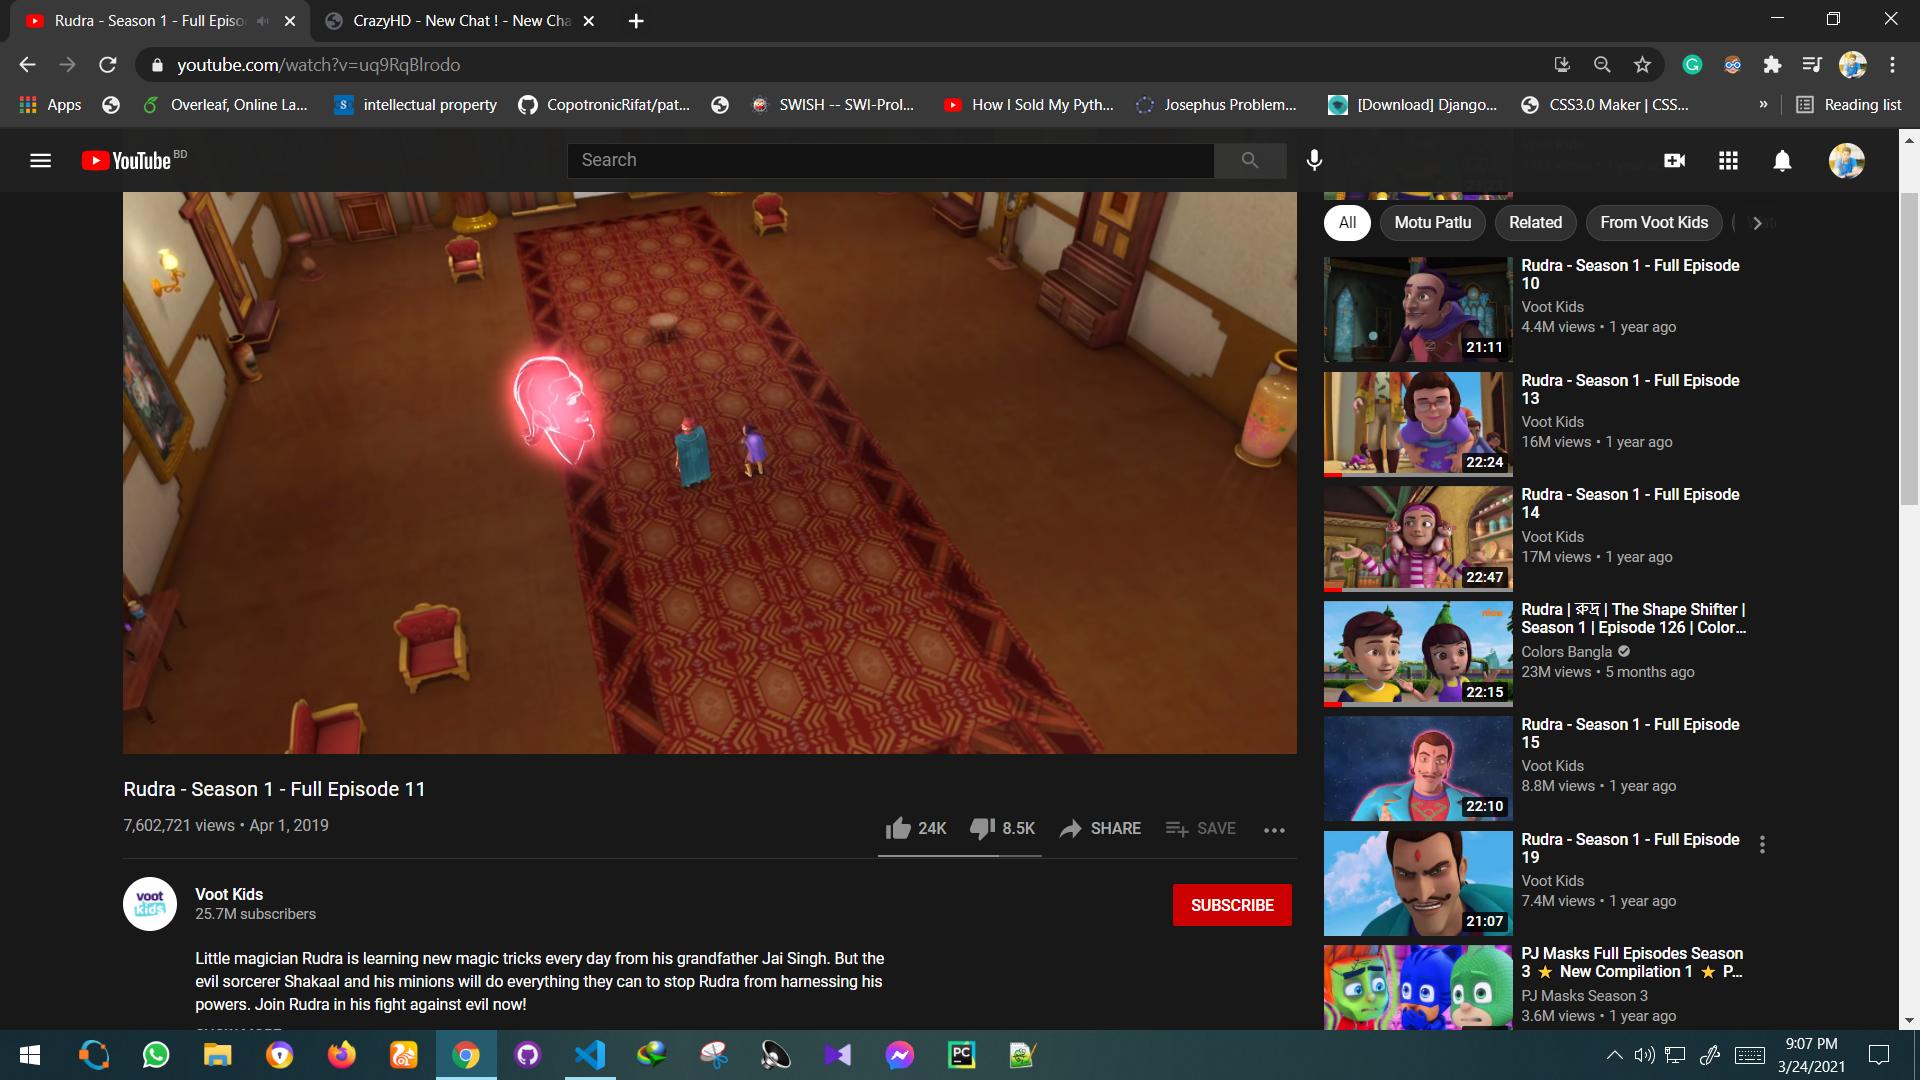 Rudra - Season 1 - Full Episo
CrazyHD - New Chat ! - New Cha
youtube.com/watch?v=uq9RqBlrodo
Apps
Overleaf, Online La...
intellectual property
CopotronicRifat/pat...
SWISH -- SWI-Prol...
How I Sold My Pyth...
Josephus Problem...
[Download] Django...
CSS3.0 Maker | CSS...
» Reading list
YouTube BD
Search
All
Motu Patlu
Related
From Voot Kids
Rudra - Season 1 - Full Episode
10
Voot Kids
4.4M views • 1 year ago
21:11
Rudra - Season 1 - Full Episode
13
Voot Kids
16M views • 1 year ago
22:24
Rudra - Season 1 - Full Episode
14
Voot Kids
17M views • 1 year ago
22:47
Rudra | রুদ্র | The Shape Shifter |
Season 1 | Episode 126 | Color...
Colors Bangla
23M views • 5 months ago
nick
22:15
Rudra - Season 1 - Full Episode
15
Voot Kids
8.8M views • 1 year ago
22:10
Rudra - Season 1 - Full Episode
19
Voot Kids
7.4M views • 1 year ago
21:07
PJ Masks Full Episodes Season
3 ⭐ New Compilation 1 ⭐ P...
PJ Masks Season 3
3.6M views • 1 year ago
Rudra - Season 1 - Full Episode 11
7,602,721 views • Apr 1, 2019
24K
8.5K
SHARE
SAVE
voot
kids
Voot Kids
25.7M subscribers
SUBSCRIBE
Little magician Rudra is learning new magic tricks every day from his grandfather Jai Singh. But the
evil sorcerer Shakaal and his minions will do everything they can to stop Rudra from harnessing his
powers. Join Rudra in his fight against evil now!
PC
9:07 PM
3/24/2021